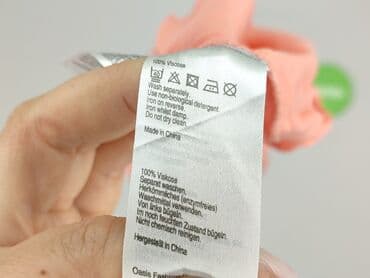 100% Viscose
Wash separately.
Use non-biological detergent
Iron on reverse.
Iron whilst damp.
Do not dry clean.
Made in China
100% Viskose
Separat waschen.
Herkömmliches (enzymfreies)
Waschmittel verwenden.
Von links bügeln.
Im noch feuchten Zustand bügeln.
Nicht chemisch reinigen.
Hergestellt in China
Oasis